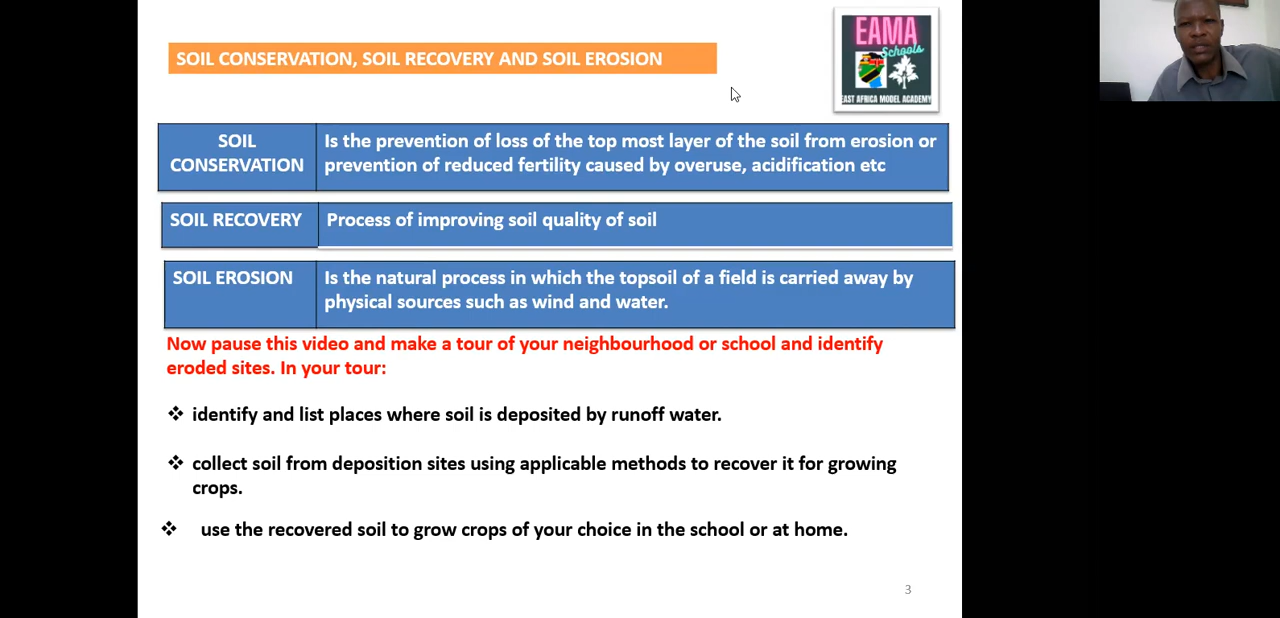 SOIL CONSERVATION, SOIL RECOVERY AND SOIL EROSION
EAMA
Schools
EAST AFRICA MODEL ACADEMY
SOIL
CONSERVATION
Is the prevention of loss of the top most layer of the soil from erosion or
prevention of reduced fertility caused by overuse, acidification etc
SOIL RECOVERY
Process of improving soil quality of soil
SOIL EROSION
Is the natural process in which the topsoil of a field is carried away by
physical sources such as wind and water.
Now pause this video and make a tour of your neighbourhood or school and identify
eroded sites. In your tour:
❖ identify and list places where soil is deposited by runoff water.
❖ collect soil from deposition sites using applicable methods to recover it for growing
crops.
❖ use the recovered soil to grow crops of your choice in the school or at home.
3